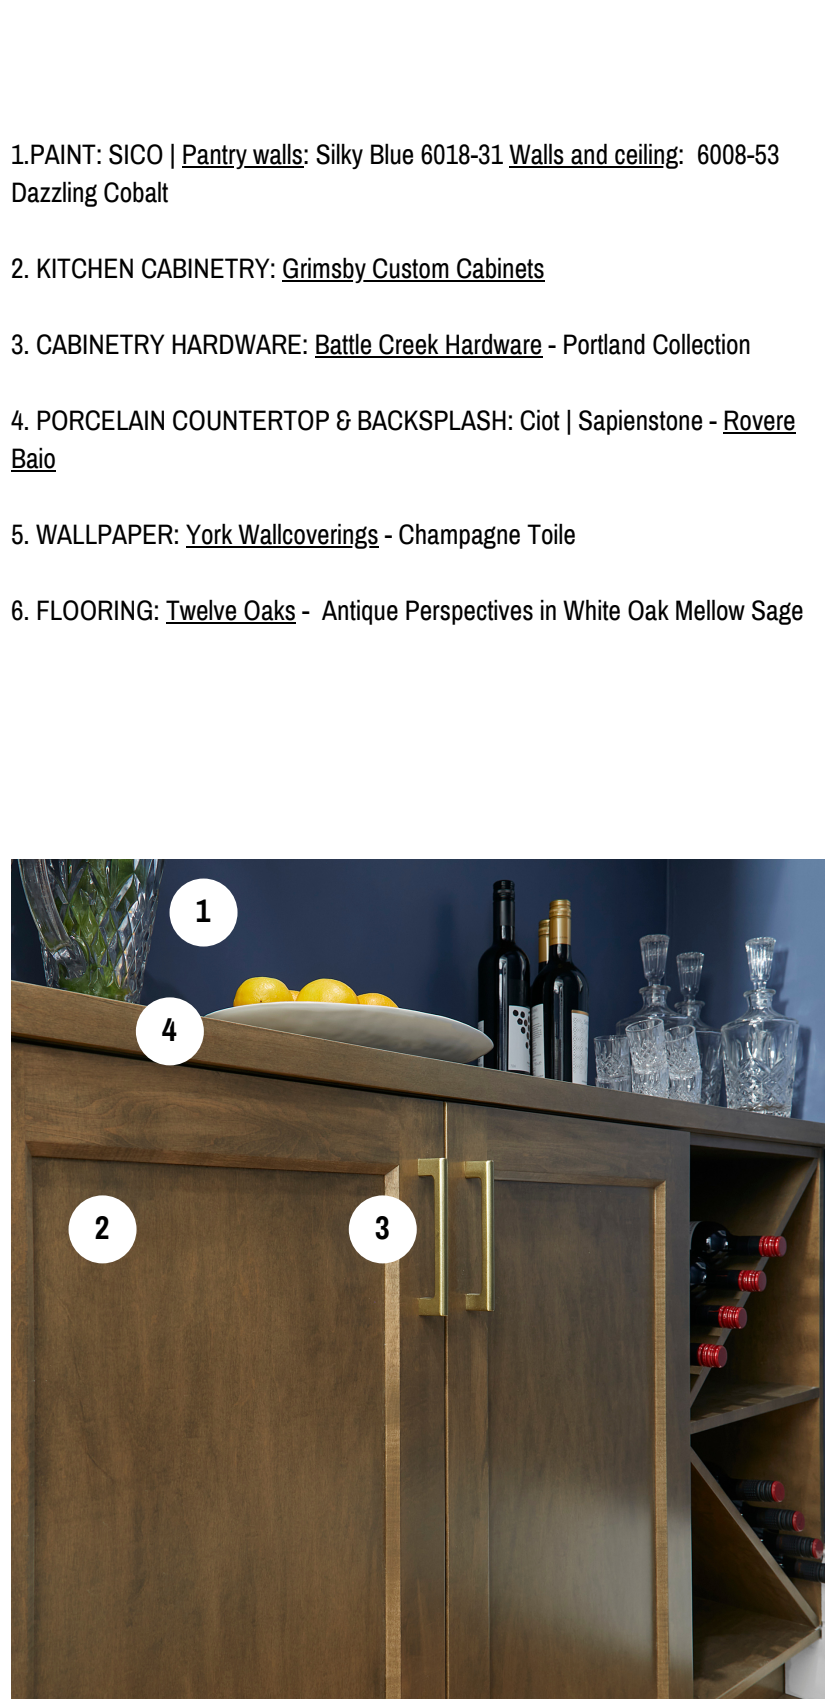 1.PAINT: SICO | Pantry walls: Silky Blue 6018-31 Walls and ceiling:  6008-53
Dazzling Cobalt
2. KITCHEN CABINETRY: Grimsby Custom Cabinets
3. CABINETRY HARDWARE: Battle Creek Hardware - Portland Collection
4. PORCELAIN COUNTERTOP & BACKSPLASH: Ciot | Sapienstone - Rovere
Baio
5. WALLPAPER: York Wallcoverings - Champagne Toile
6. FLOORING: Twelve Oaks -  Antique Perspectives in White Oak Mellow Sage
1
4
2
3